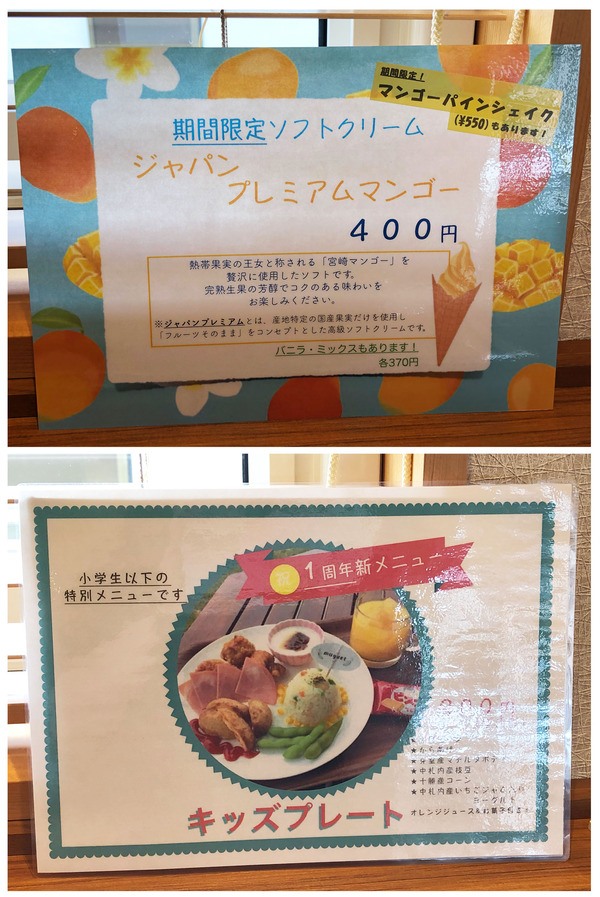 期間限定！
マンゴーパインシェイク
(¥550)もあります！
期間限定ソフトクリーム
ジャパン
プレミアムマンゴー
４００円
熱帯果実の王女と称される「宮崎マンゴー」を
贅沢に使用したソフトです。
完熟生果の芳醇でコクのある味わいを
お楽しみください。
※ジャパンプレミアムとは、産地特定の国産果実だけを使用し
「フルーツそのまま」をコンセプトとした高級ソフトクリームです。
バニラ・ミックスもあります！
各370円
小学生以下の
特別メニューです
祝 1周年新メニュー
★中札内産枝豆
★十勝産コーン
★中札内産いちご
ヨーグルト
オレンジジュース&お菓子付き
キッズプレート